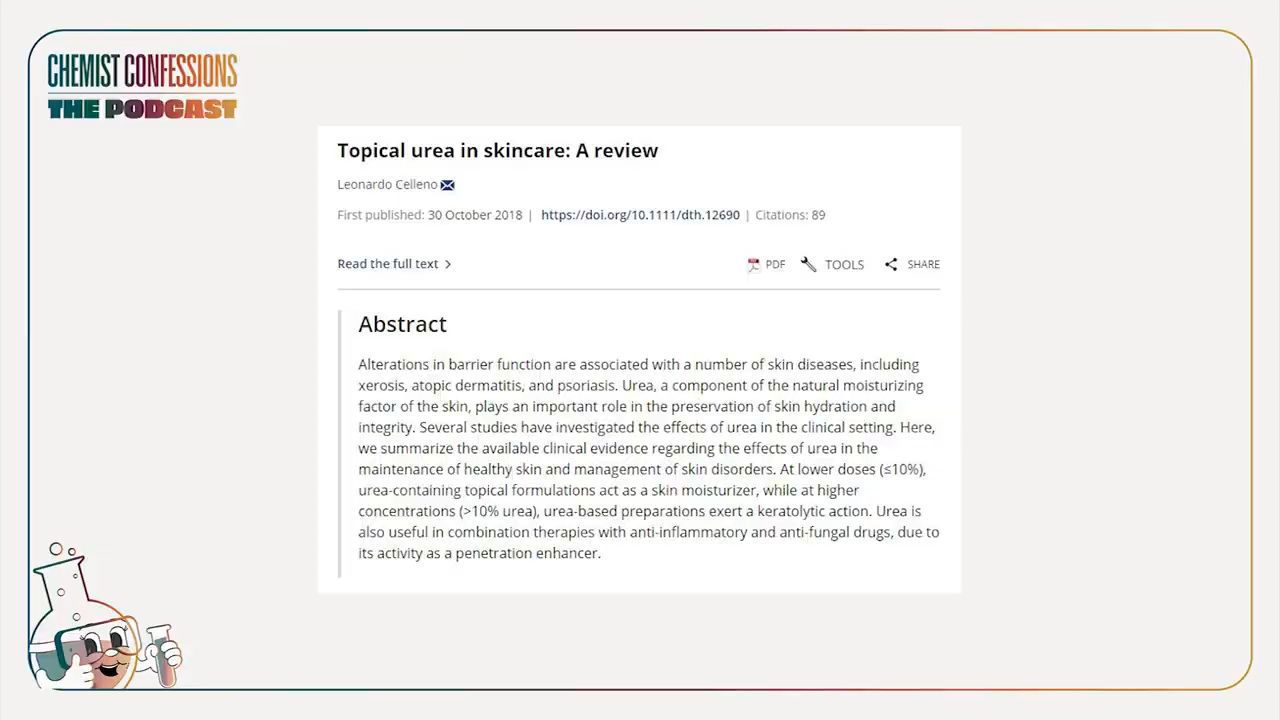 CHEMIST CONFESSIONS
THE PODCAST
Topical urea in skincare: A review
Leonardo Celleno
First published: 30 October 2018 | https://doi.org/10.1111/dth.12690 | Citations: 89
Read the full text >
PDF TOOLS SHARE
Abstract
Alterations in barrier function are associated with a number of skin diseases, including
xerosis, atopic dermatitis, and psoriasis. Urea, a component of the natural moisturizing
factor of the skin, plays an important role in the preservation of skin hydration and
integrity. Several studies have investigated the effects of urea in the clinical setting. Here,
we summarize the available clinical evidence regarding the effects of urea in the
maintenance of healthy skin and management of skin disorders. At lower doses (≤10%),
urea-containing topical formulations act as a skin moisturizer, while at higher
concentrations (>10% urea), urea-based preparations exert a keratolytic action. Urea is
also useful in combination therapies with anti-inflammatory and anti-fungal drugs, due to
its activity as a penetration enhancer.